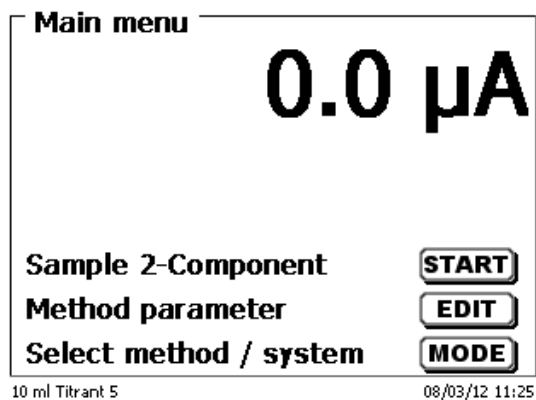 Main menu
0.0 µA
Sample 2-Component START
Method parameter EDIT
Select method / system MODE
10 ml Titrant 5 08/03/12 11:25